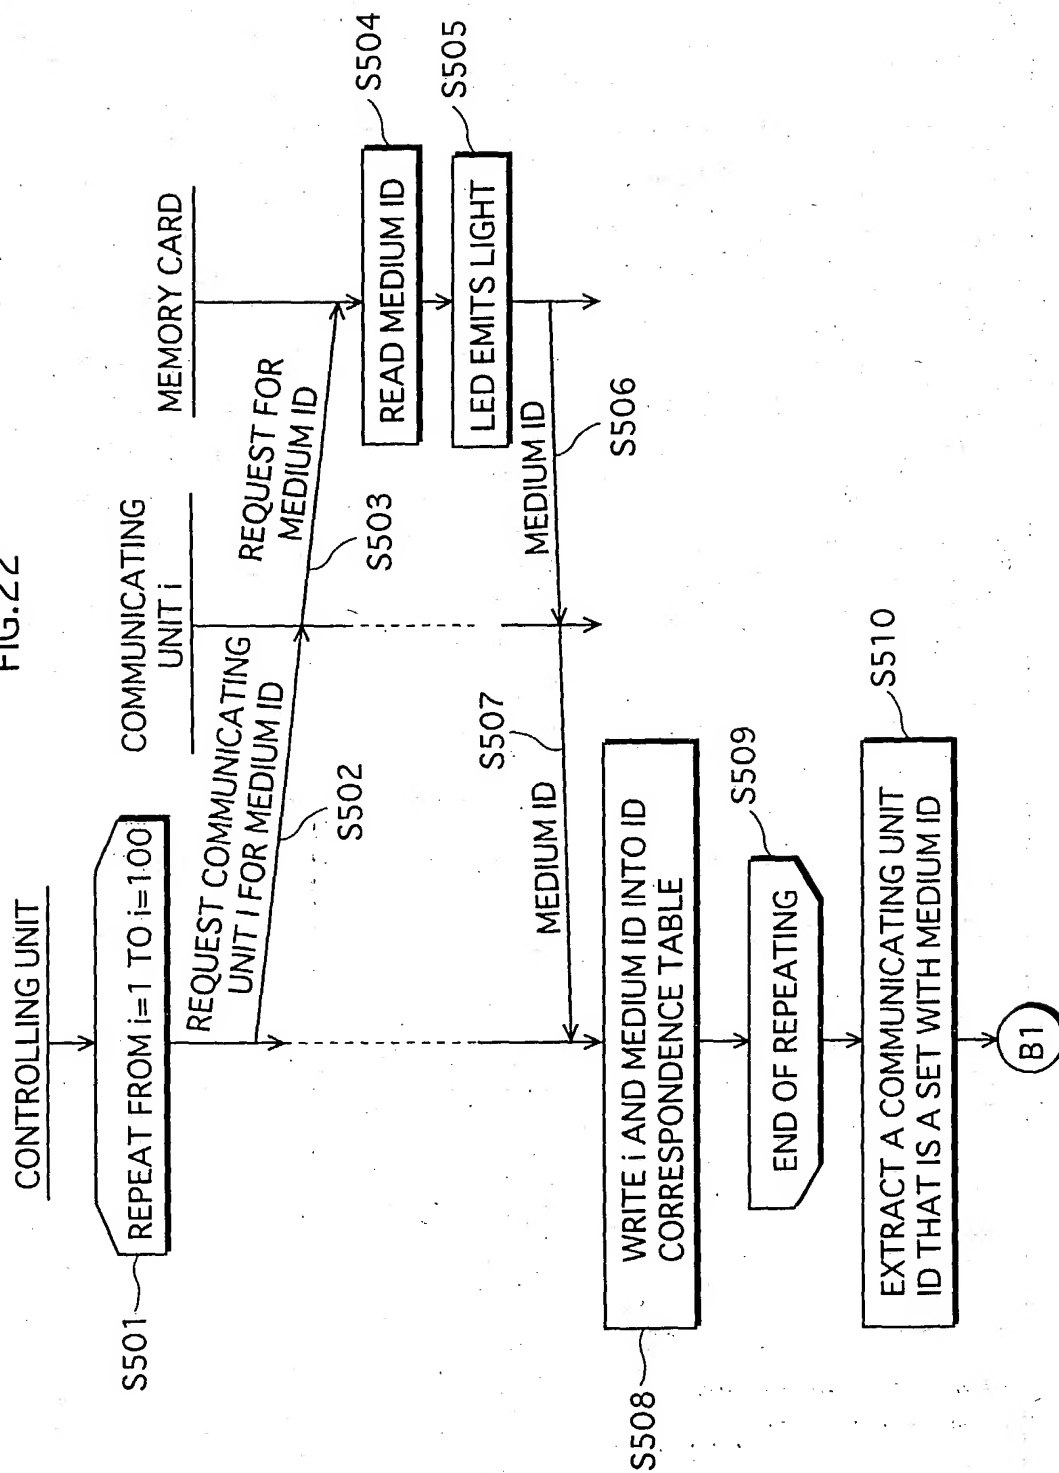 FIG.22
CONTROLLING UNIT
COMMUNICATING
UNIT i
MEMORY CARD
S501
REPEAT FROM i=1 TO i=100
REQUEST COMMUNICATING
UNIT i FOR MEDIUM ID
S502
REQUEST FOR
MEDIUM ID
S503
READ MEDIUM ID
S504
LED EMITS LIGHT
S505
MEDIUM ID
S506
MEDIUM ID
S507
WRITE i AND MEDIUM ID INTO ID
CORRESPONDENCE TABLE
S508
END OF REPEATING
S509
EXTRACT A COMMUNICATING UNIT
ID THAT IS A SET WITH MEDIUM ID
S510
B1